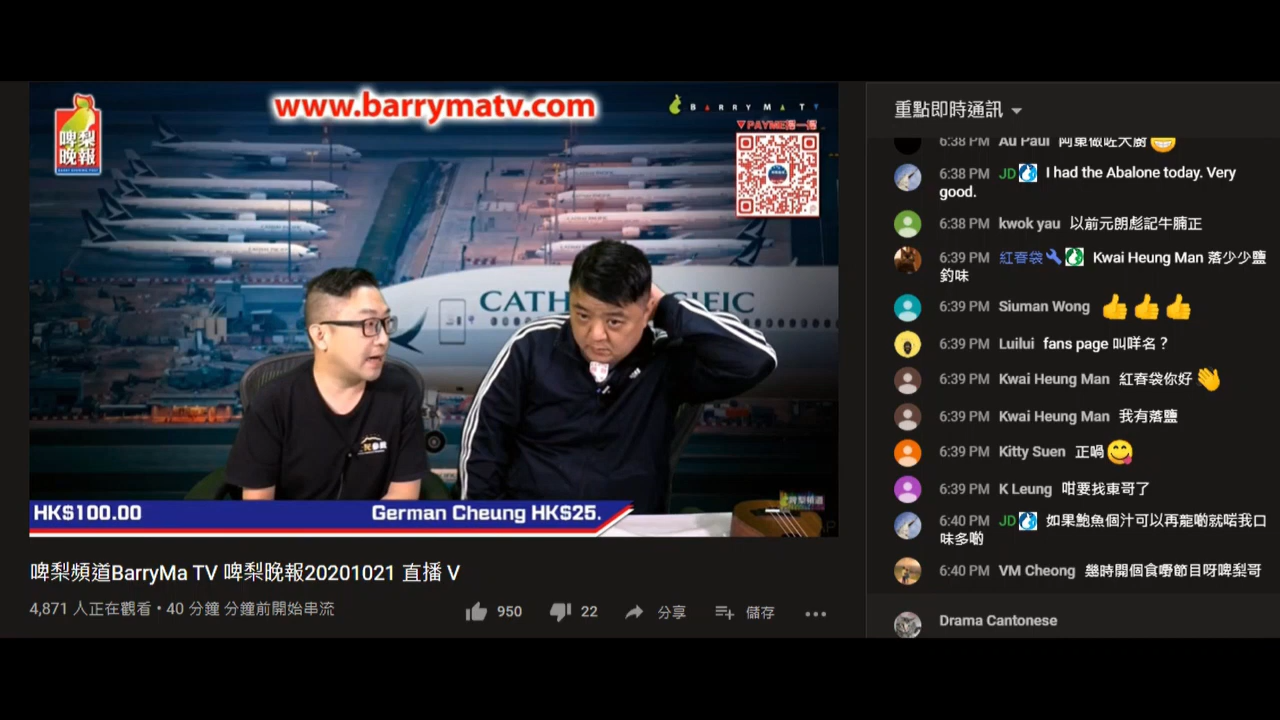 www.barrymatv.com
BARRYMATV
啤梨
晚報
▼PAYME掃一掃
CATH PACIFIC
啤梨頻道
HK$100.00 German Cheung HK$25.
啤梨頻道BarryMa TV 啤梨晚報20201021 直播 V
4,871 人正在觀看 • 40 分鐘 分鐘前開始串流
950 22 分享 儲存
重點即時通訊
6:38 PM Au Paul 阿東做咗大廚
6:38 PM JD I had the Abalone today. Very
good.
6:38 PM kwok yau 以前元朗彪記牛腩正
6:39 PM 紅春袋 Kwai Heung Man 落少少鹽
釣味
6:39 PM Siuman Wong 👍👍👍
6:39 PM Luilui fans page 叫咩名？
6:39 PM Kwai Heung Man 紅春袋你好👋
6:39 PM Kwai Heung Man 我有落鹽
6:39 PM Kitty Suen 正喎😋
6:39 PM K Leung 咁要找東哥了
6:40 PM JD 如果鮑魚個汁可以再龍啲就啱我口
味多啲
6:40 PM VM Cheong 幾時開個食嘢節目呀啤梨哥
Drama Cantonese